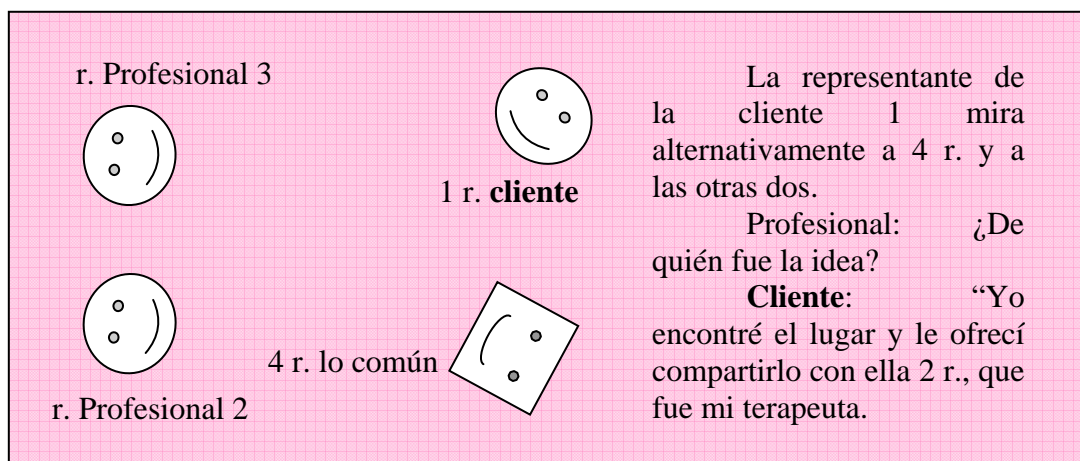 r. Profesional 3
1 r. cliente
4 r. lo común
r. Profesional 2
La representante de
la cliente 1 mira
alternativamente a 4 r. y a
las otras dos.
Profesional: ¿De
quién fue la idea?
Cliente: “Yo
encontré el lugar y le ofrecí
compartirlo con ella 2 r., que
fue mi terapeuta.